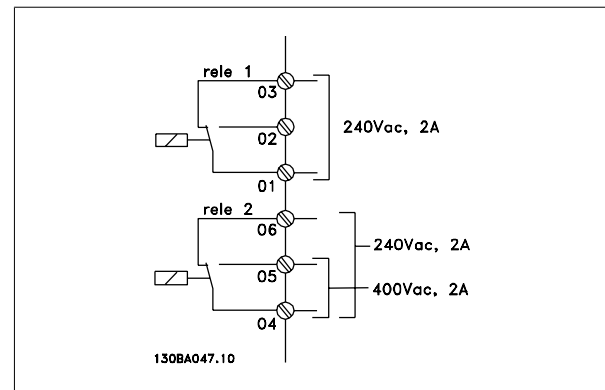 rele 1
03
02
240Vac, 2A
01
rele 2
06
240Vac, 2A
05
400Vac, 2A
04
130BA047.10